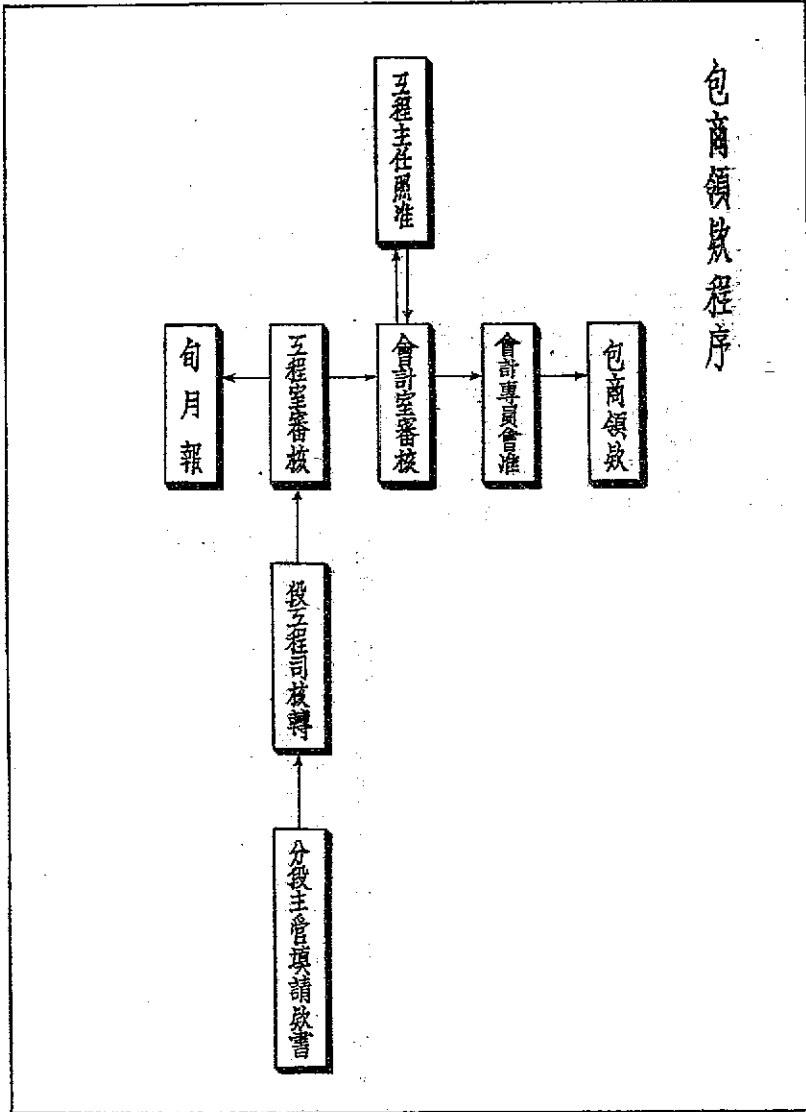 包商領款程序
工程主任照准
包商領款
會計專員會准
會計室審核
工程室審核
旬月報
段工程司核轉
分段主管填請款書